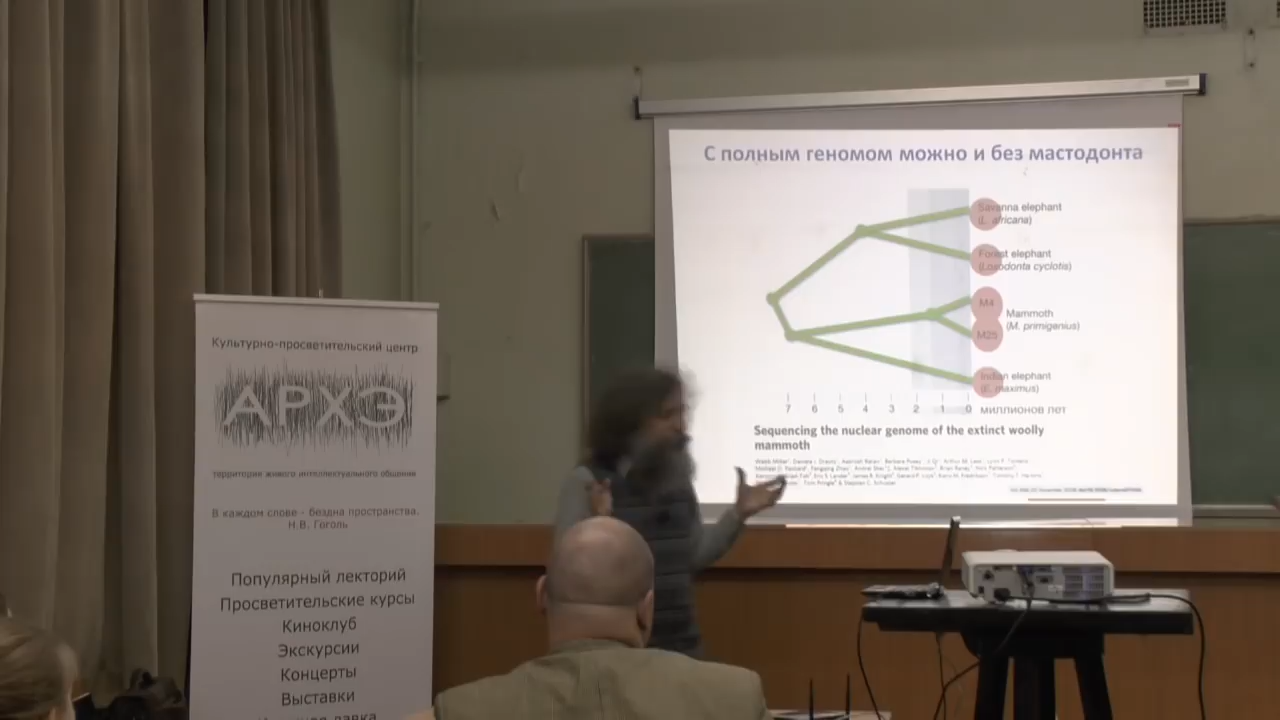 Культурно-просветительский центр
АРХЭ
территория живого интеллектуального общения
В каждом слове - бездна пространства.
Н.В. Гоголь
Популярный лекторий
Просветительские курсы
Киноклуб
Экскурсии
Концерты
Выставки
лавка
С полным геномом можно и без мастодонта
Savanna elephant
(L. africana)
Forest elephant
(Loxodonta cyclotis)
M4
Mammoth
(M. primigenius)
M25
Indian elephant
(E. maximus)
7 6 5 4 3 2 1 0 миллионов лет
Sequencing the nuclear genome of the extinct woolly
mammoth